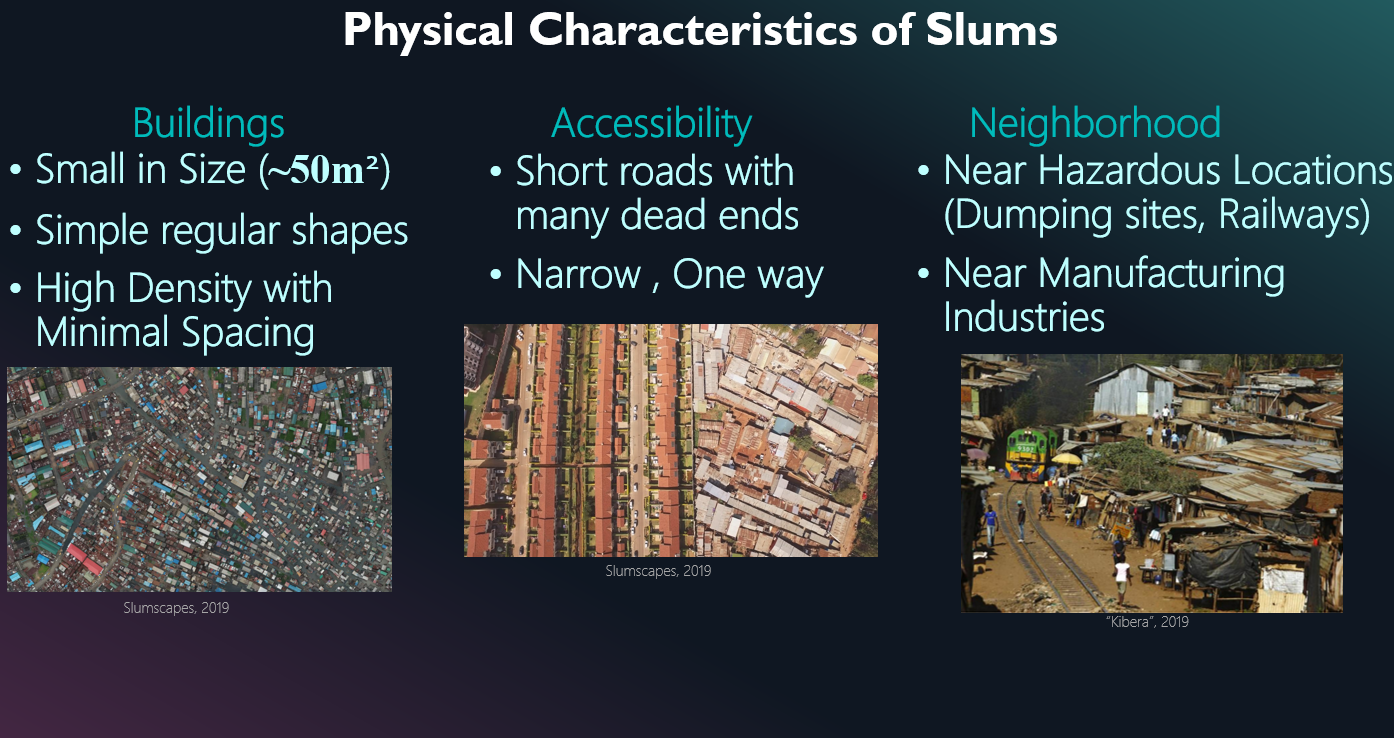 Physical Characteristics of Slums
Buildings
• Small in Size (~50m²)
• Simple regular shapes
• High Density with
Minimal Spacing
Slumscapes, 2019
Accessibility
• Short roads with
many dead ends
• Narrow , One way
Slumscapes, 2019
Neighborhood
• Near Hazardous Locations
(Dumping sites, Railways)
• Near Manufacturing
Industries
“Kibera”, 2019